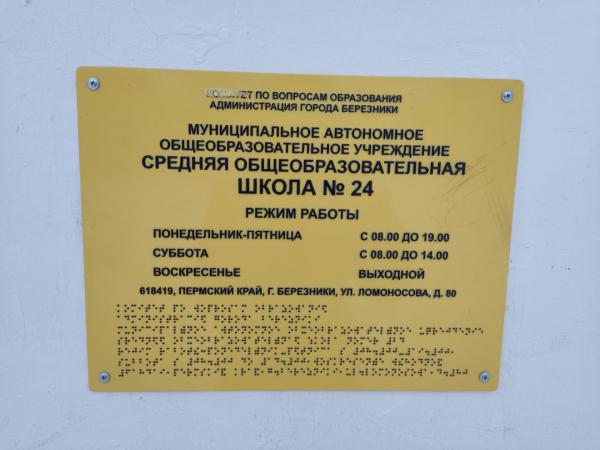 КОМИТЕТ ПО ВОПРОСАМ ОБРАЗОВАНИЯ
АДМИНИСТРАЦИЯ ГОРОДА БЕРЕЗНИКИ
МУНИЦИПАЛЬНОЕ АВТОНОМНОЕ
ОБЩЕОБРАЗОВАТЕЛЬНОЕ УЧРЕЖДЕНИЕ
СРЕДНЯЯ ОБЩЕОБРАЗОВАТЕЛЬНАЯ
ШКОЛА № 24
РЕЖИМ РАБОТЫ
ПОНЕДЕЛЬНИК-ПЯТНИЦА С 08.00 ДО 19.00
СУББОТА С 08.00 ДО 14.00
ВОСКРЕСЕНЬЕ ВЫХОДНОЙ
618419, ПЕРМСКИЙ КРАЙ, Г. БЕРЕЗНИКИ, УЛ. ЛОМОНОСОВА, Д. 80